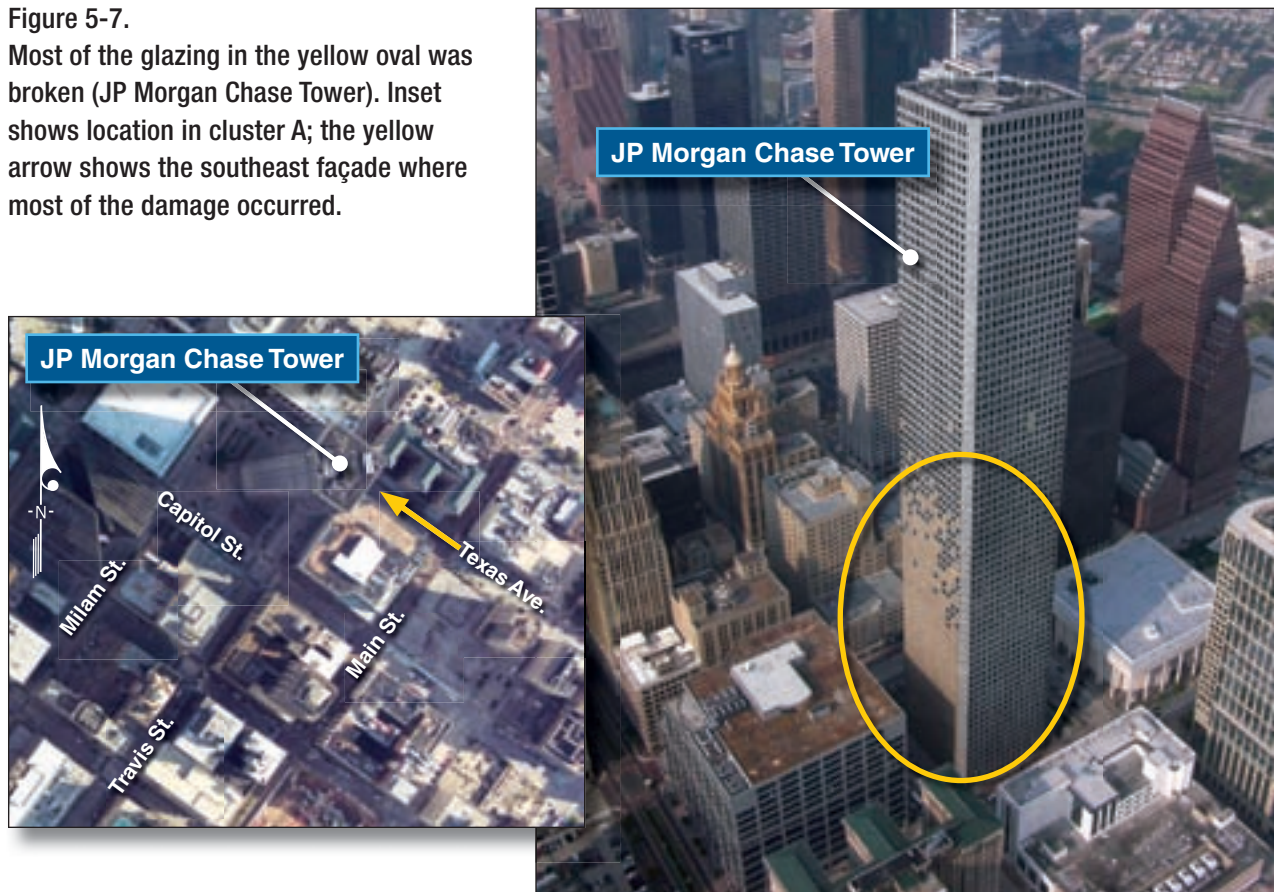 Figure 5-7.
Most of the glazing in the yellow oval was
broken (JP Morgan Chase Tower). Inset
shows location in cluster A; the yellow
arrow shows the southeast façade where
most of the damage occurred.
JP Morgan Chase Tower
JP Morgan Chase Tower
-N-
Capitol St.
Texas Ave.
Milam St.
Main St.
Travis St.